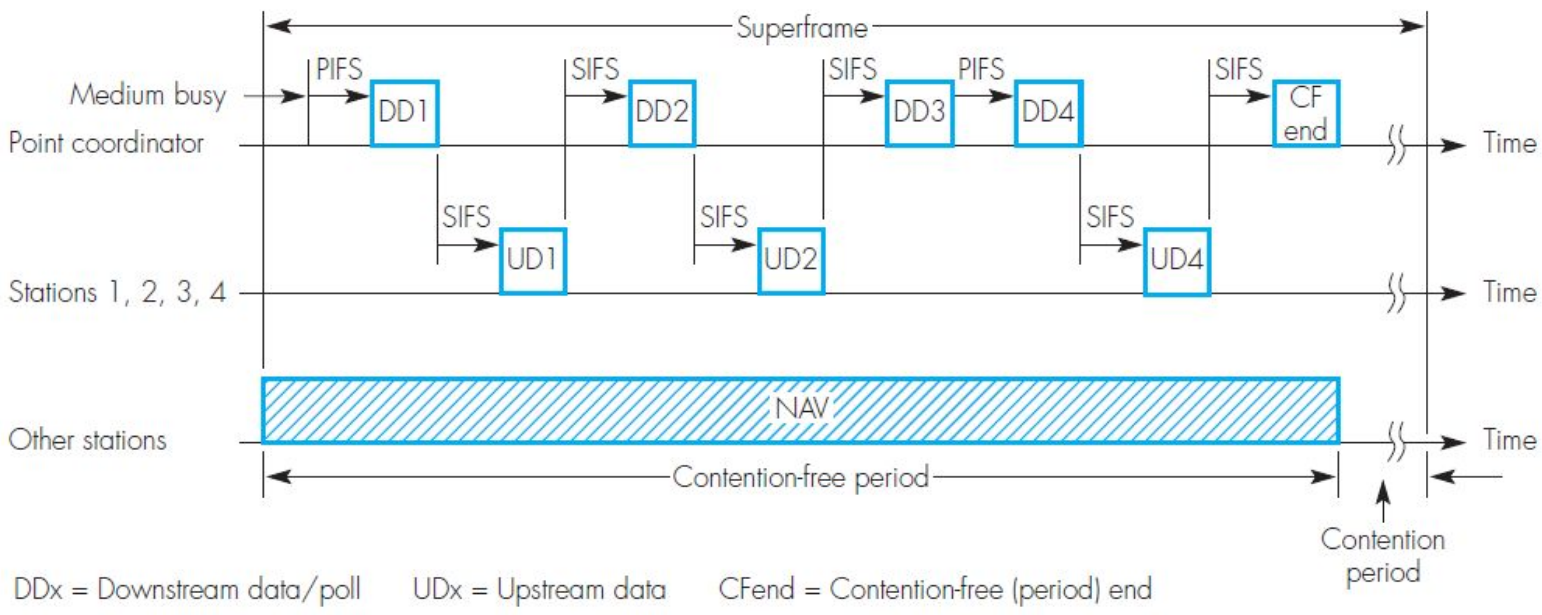 Superframe
PIFS SIFS SIFS PIFS SIFS
Medium busy DD1 DD2 DD3 DD4 CF
end
Point coordinator Time
SIFS SIFS SIFS
UD1 UD2 UD4
Stations 1, 2, 3, 4 Time
NAV
Other stations Time
Contention-free period
Contention
period
DDx = Downstream data/poll UDx = Upstream data CFend = Contention-free (period) end